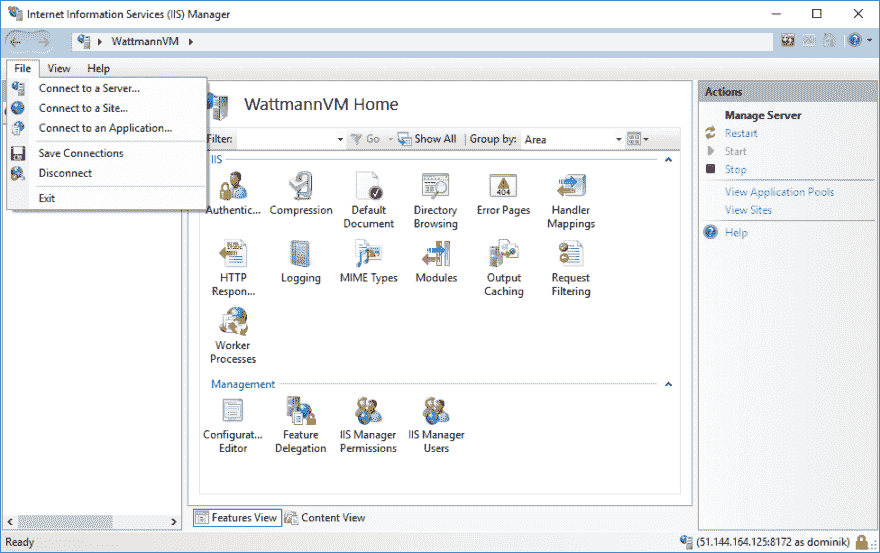 Internet Information Services (IIS) Manager
WattmannVM
File View Help
Connect to a Server...
Connect to a Site...
Connect to an Application...
Save Connections
Disconnect
Exit
WattmannVM Home
Filter: Go Show All Group by: Area
IIS
Authentic... Compression Default Document Directory Browsing Error Pages Handler Mappings
HTTP Respon... Logging MIME Types Modules Output Caching Request Filtering
Worker Processes
Management
Configurat... Editor Feature Delegation IIS Manager Permissions IIS Manager Users
Features View Content View
Actions
Manage Server
Restart
Start
Stop
View Application Pools
View Sites
Help
Ready
(51.144.164.125:8172 as dominik)